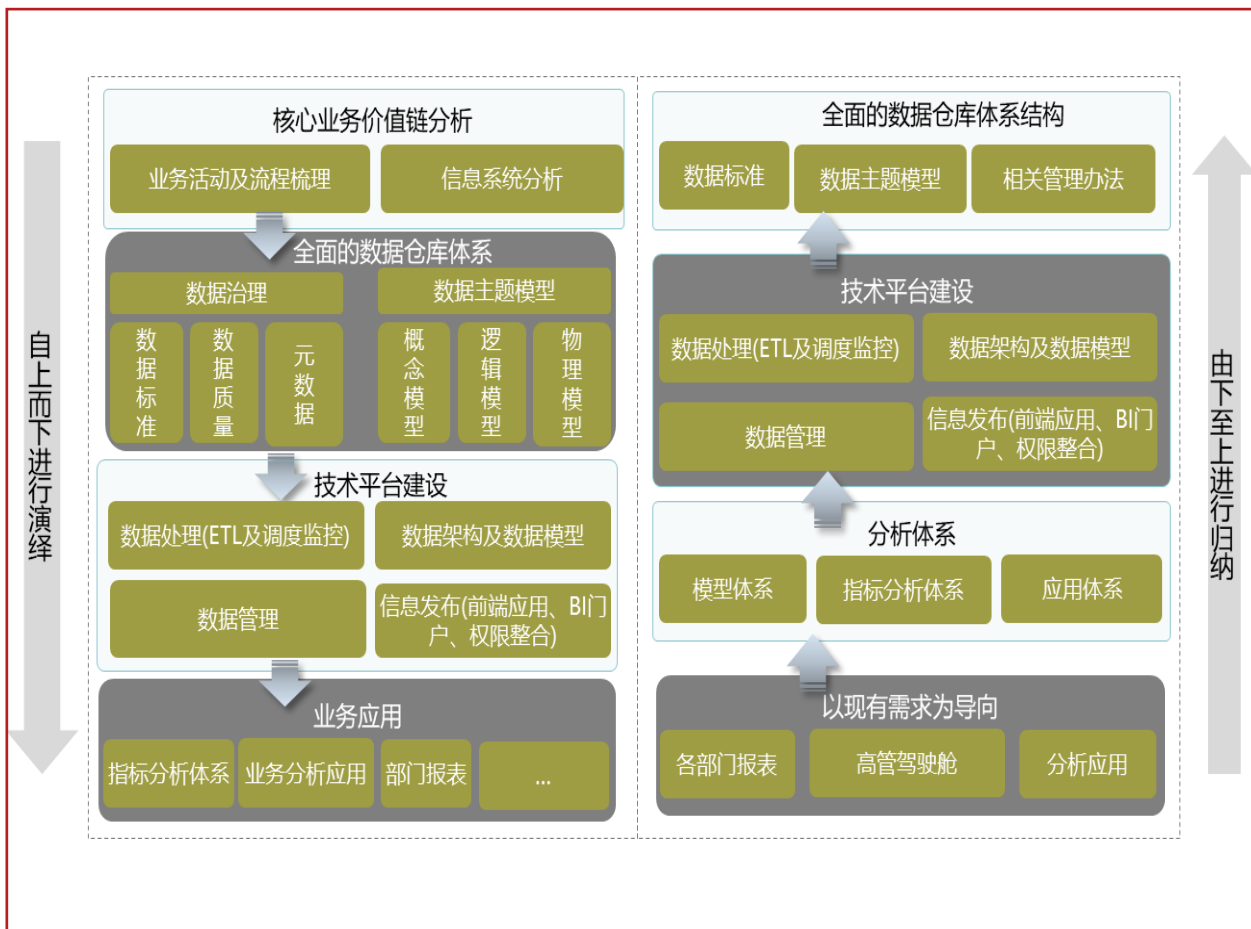 自上而下进行演绎
核心业务价值链分析
业务活动及流程梳理
信息系统分析
全面的数据仓库体系
数据治理
数据主题模型
数据标准
数据质量
元数据
概念模型
逻辑模型
物理模型
技术平台建设
数据处理(ETL及调度监控)
数据架构及数据模型
数据管理
信息发布(前端应用、BI门
户、权限整合)
业务应用
指标分析体系
业务分析应用
部门报表
...
全面的数据仓库体系结构
数据标准
数据主题模型
相关管理办法
技术平台建设
数据处理(ETL及调度监控)
数据架构及数据模型
数据管理
信息发布(前端应用、BI门
户、权限整合)
分析体系
模型体系
指标分析体系
应用体系
以现有需求为导向
各部门报表
高管驾驶舱
分析应用
由下至上进行归纳